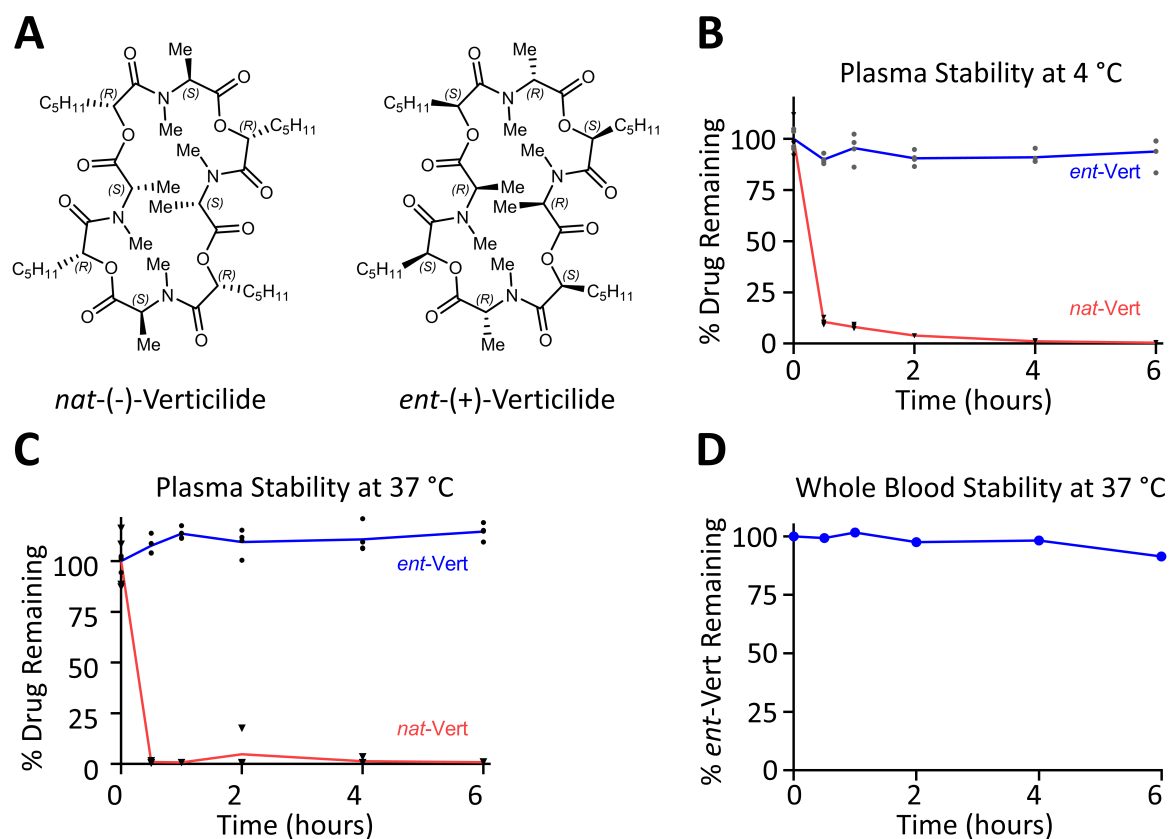 A
O
Me
O
(R)
(S)
C5H11
N
O
Me
O
(R)
C5H11
O
Me
N
O
(S)
Me
(S)
O
N
Me
O
Me
O
C5H11
(R)
O
Me
O
(R)
C5H11
(S)
N
O
Me
O
nat-(-)-Verticilide
O
Me
O
(S)
(R)
C5H11
N
O
Me
O
(S)
C5H11
O
Me
N
O
(R)
Me
(R)
O
N
Me
O
Me
O
C5H11
(S)
O
Me
O
(S)
C5H11
(R)
N
O
Me
O
ent-(+)-Verticilide
B
Plasma Stability at 4 °C
% Drug Remaining
100
75
50
25
0
ent-Vert
nat-Vert
0 2 4 6
Time (hours)
C
Plasma Stability at 37 °C
% Drug Remaining
100
75
50
25
0
ent-Vert
nat-Vert
0 2 4 6
Time (hours)
D
Whole Blood Stability at 37 °C
% ent-Vert Remaining
100
75
50
25
0
0 2 4 6
Time (hours)